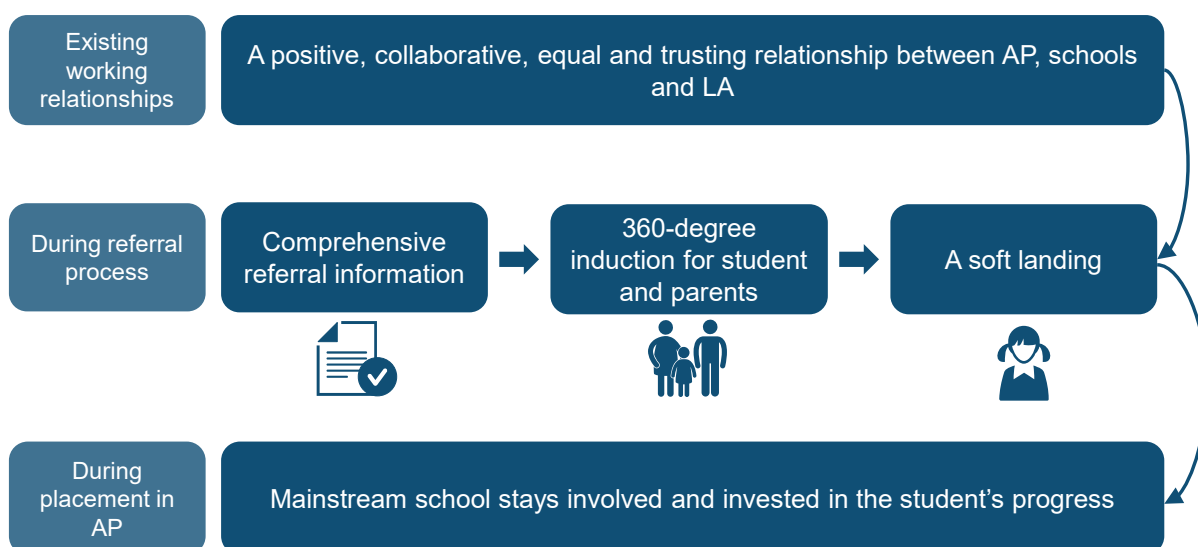 Existing
working
relationships
A positive, collaborative, equal and trusting relationship between AP, schools
and LA
During referral
process
Comprehensive
referral information
360-degree
induction for student
and parents
A soft landing
During
placement in
AP
Mainstream school stays involved and invested in the student’s progress